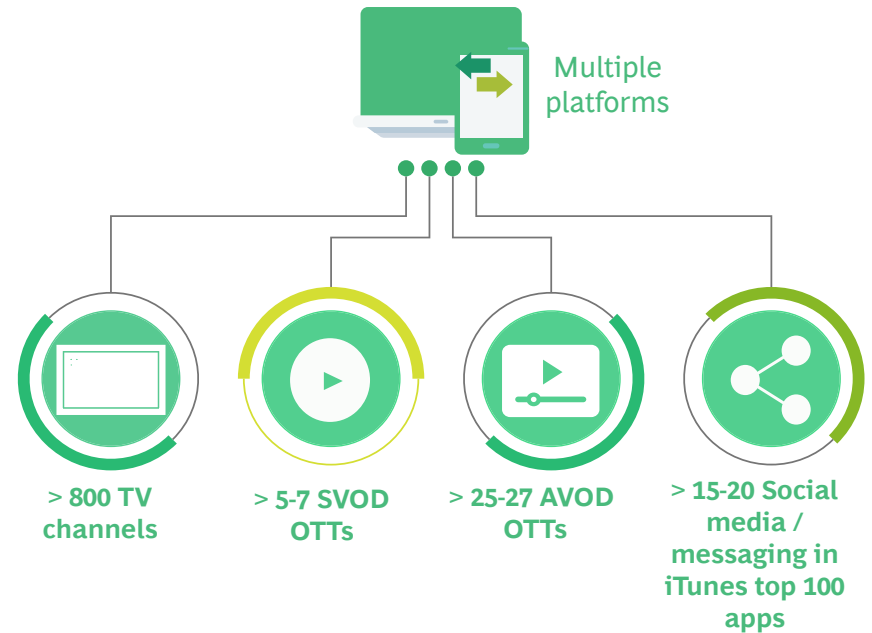 Multiple
platforms
> 800 TV
channels
> 5-7 SVOD
OTTs
> 25-27 AVOD
OTTs
> 15-20 Social
media /
messaging in
iTunes top 100
apps